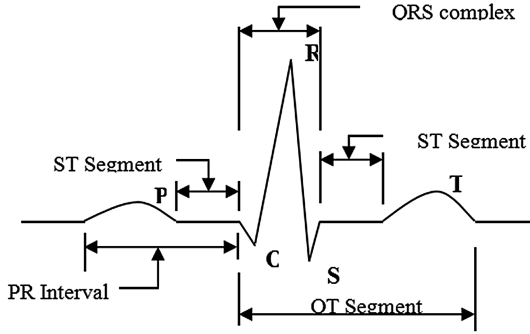 ORS complex
R
ST Segment
ST Segment
P
T
C
S
PR Interval
OT Segment